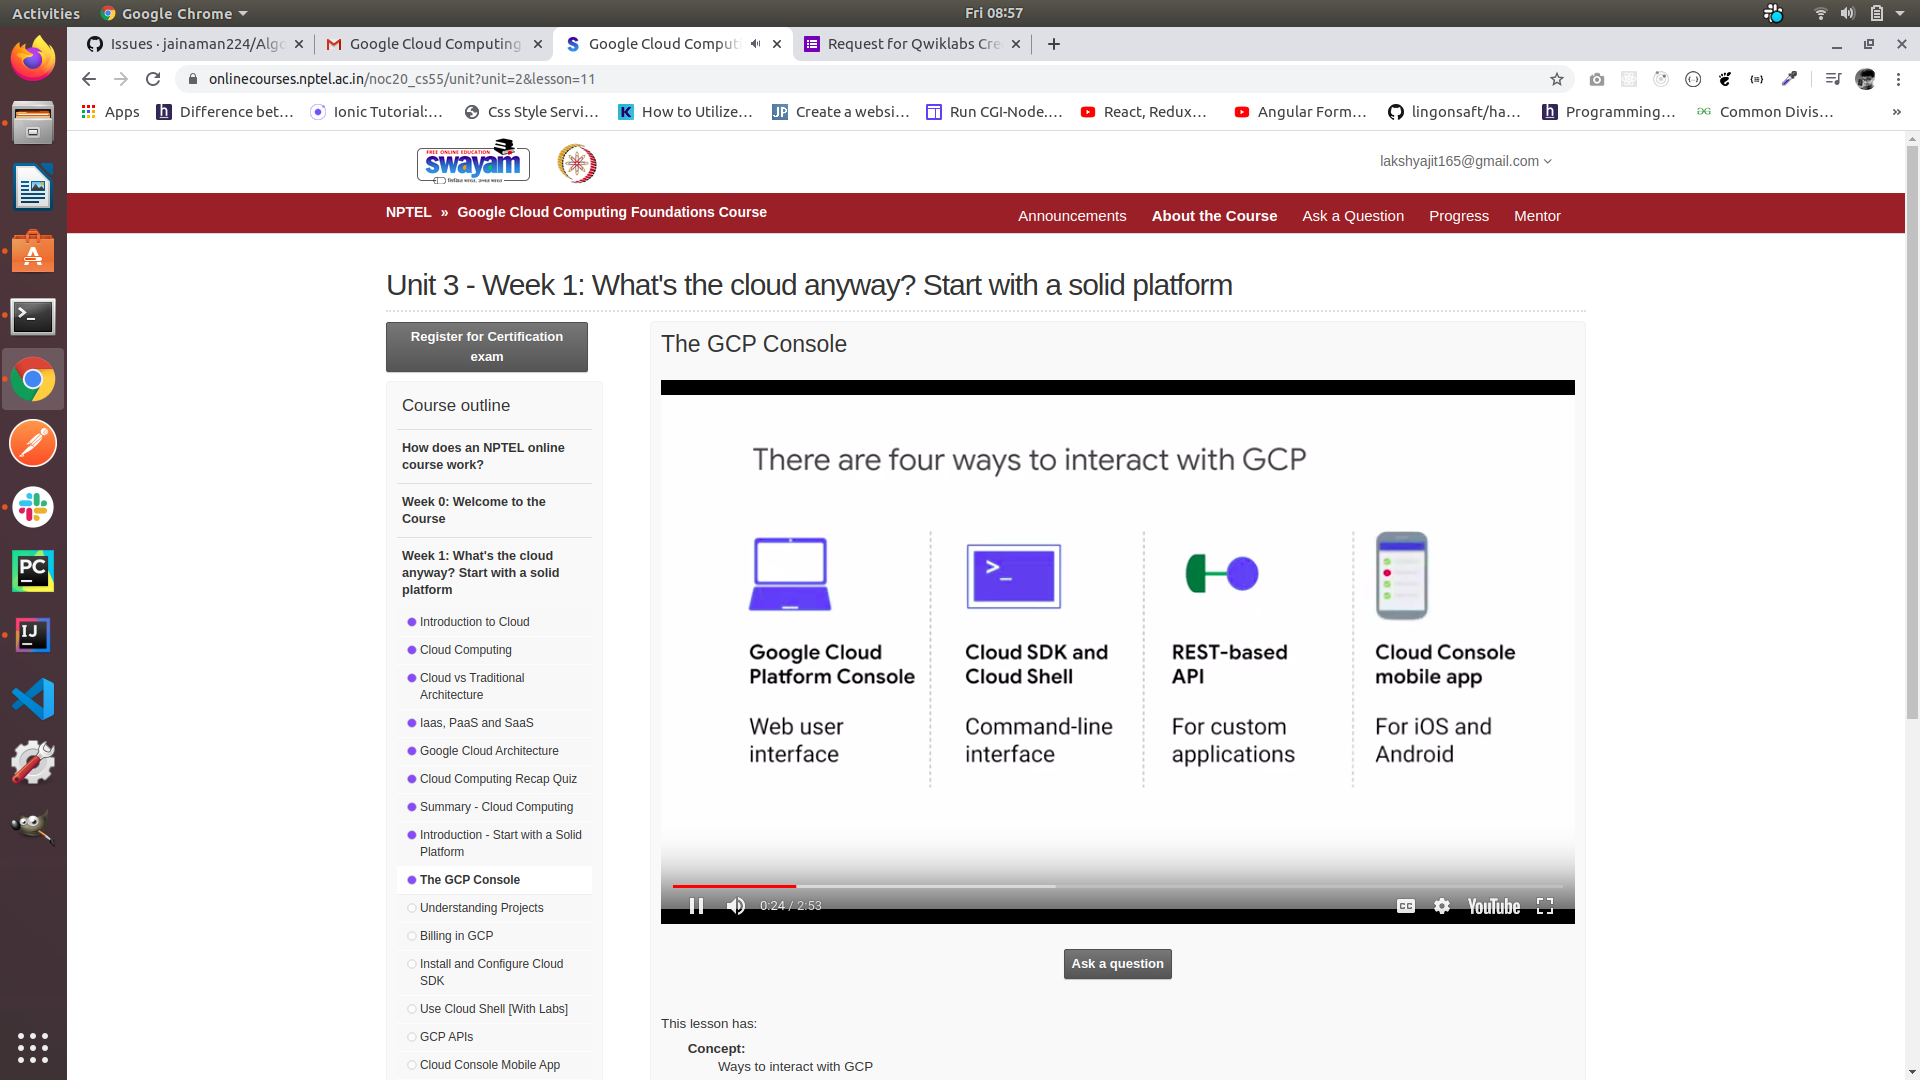 Activities
Google Chrome
Fri 08:57
Issues · jainaman224/Algo
Google Cloud Computing
Google Cloud Computi
Request for Qwiklabs Cre
onlinecourses.nptel.ac.in/noc20_cs55/unit?unit=2&lesson=11
Apps
Difference bet…
Ionic Tutorial:…
Css Style Servi…
How to Utilize…
Create a websi…
Run CGI-Node.…
React, Redux…
Angular Form…
lingonsaft/ha…
Programming…
Common Divis…
»
FREE ONLINE EDUCATION
swayam
शिक्षित भारत, उन्नत भारत
lakshyajit165@gmail.com
NPTEL » Google Cloud Computing Foundations Course
Announcements
About the Course
Ask a Question
Progress
Mentor
Unit 3 - Week 1: What's the cloud anyway? Start with a solid platform
Register for Certification
exam
Course outline
How does an NPTEL online
course work?
Week 0: Welcome to the
Course
Week 1: What's the cloud
anyway? Start with a solid
platform
Introduction to Cloud
Cloud Computing
Cloud vs Traditional
Architecture
Iaas, PaaS and SaaS
Google Cloud Architecture
Cloud Computing Recap Quiz
Summary - Cloud Computing
Introduction - Start with a Solid
Platform
The GCP Console
Understanding Projects
Billing in GCP
Install and Configure Cloud
SDK
Use Cloud Shell [With Labs]
GCP APIs
Cloud Console Mobile App
The GCP Console
There are four ways to interact with GCP
Google Cloud
Platform Console
Web user
interface
>_
Cloud SDK and
Cloud Shell
Command-line
interface
REST-based
API
For custom
applications
Cloud Console
mobile app
For iOS and
Android
0:24 / 2:53
CC
YouTube
Ask a question
This lesson has:
Concept:
Ways to interact with GCP